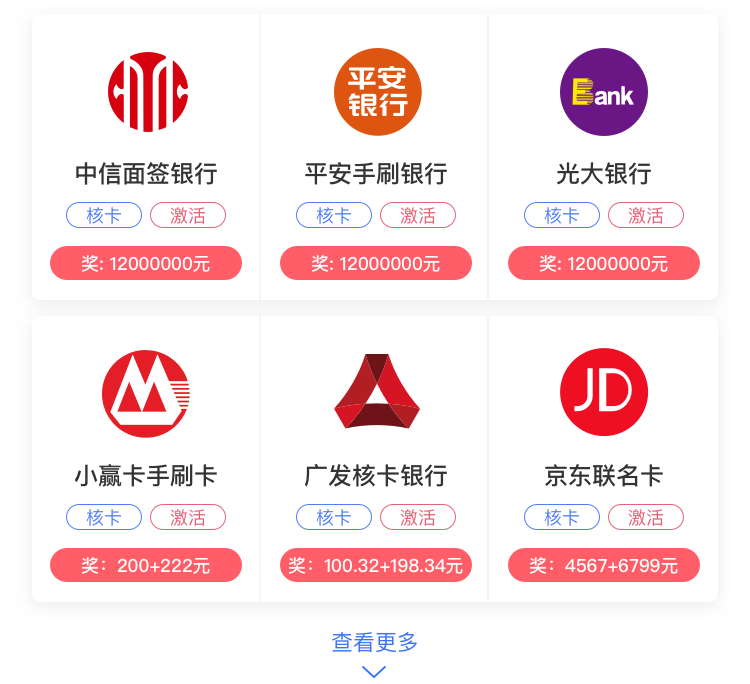 平安
银行
Bank
中信面签银行
平安手刷银行
光大银行
核卡 激活
核卡 激活
核卡 激活
奖: 12000000元
奖: 12000000元
奖: 12000000元
JD
小赢卡手刷卡
广发核卡银行
京东联名卡
核卡 激活
核卡 激活
核卡 激活
奖：200+222元
奖：100.32+198.34元
奖：4567+6799元
查看更多